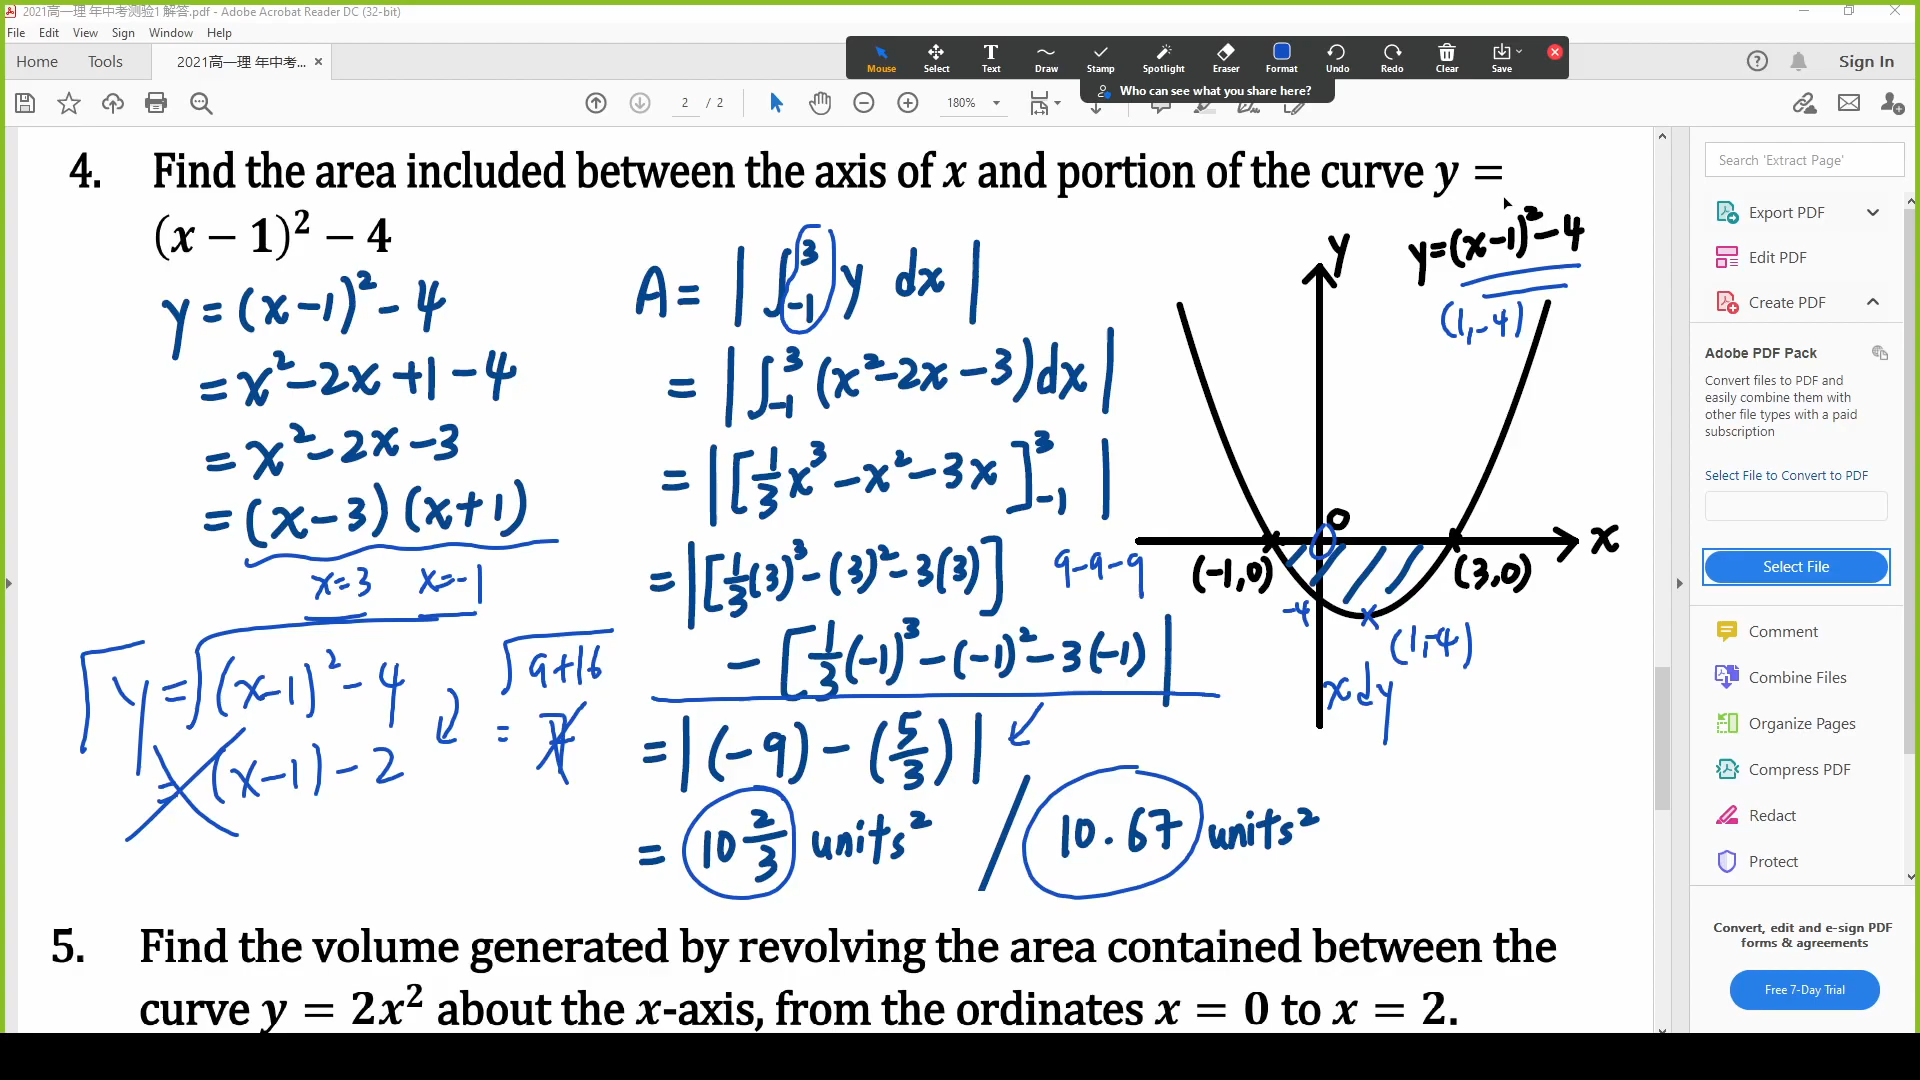 2021高一理 年中考测验1 解答.pdf - Adobe Acrobat Reader DC (32-bit)
File Edit View Sign Window Help
Home Tools 2021高一理 年中考... ×
Mouse Select Text Draw Stamp Spotlight Eraser Format Undo Redo Clear Save
Who can see what you share here?
Sign In
2 / 2 180%
4. Find the area included between the axis of x and portion of the curve y =
(x − 1)² − 4
y = (x-1)² - 4
= x² - 2x + 1 - 4
= x² - 2x - 3
= (x-3)(x+1)
x=3 x=-1
y = √(x-1)² - 4
= (x-1) - 2
√9+16
=
A = | ∫₋₁³ y dx |
= | ∫₋₁³ (x² - 2x - 3) dx |
= | [ 1/3 x³ - x² - 3x ]₋₁³ |
= | [ 1/3 (3)³ - (3)² - 3(3) ] 9-9-9
- [ 1/3 (-1)³ - (-1)² - 3(-1) ] |
= | (-9) - (5/3) |
= 10 2/3 units² / 10.67 units²
y
y=(x-1)²-4
(1,-4)
0
x
(-1,0) (3,0)
-4 x
(1,-4)
x dy
5. Find the volume generated by revolving the area contained between the
curve y = 2x² about the x-axis, from the ordinates x = 0 to x = 2.
Search 'Extract Page'
Export PDF
Edit PDF
Create PDF
Adobe PDF Pack
Convert files to PDF and
easily combine them with
other file types with a paid
subscription
Select File to Convert to PDF
Select File
Comment
Combine Files
Organize Pages
Compress PDF
Redact
Protect
Convert, edit and e-sign PDF
forms & agreements
Free 7-Day Trial